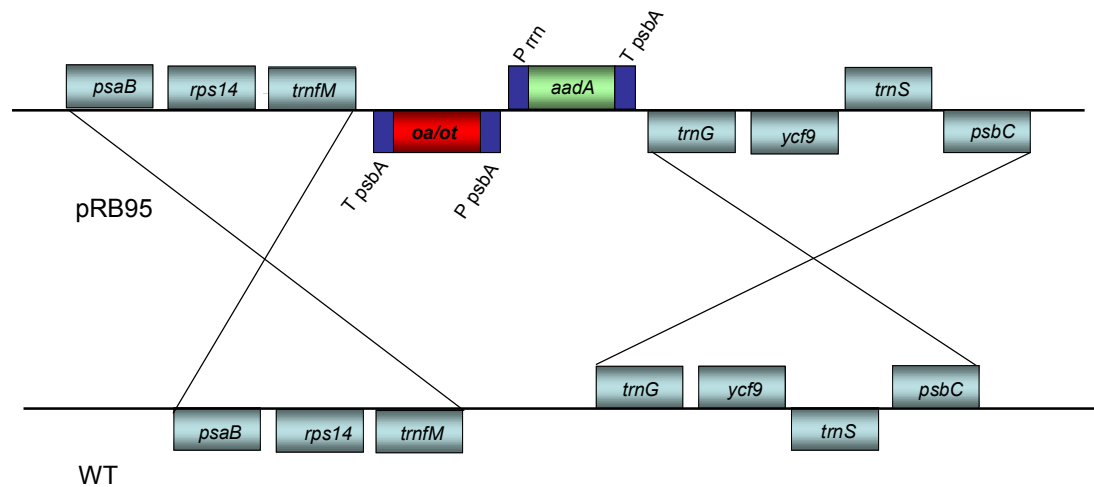 P rrn
T psbA
psaB
rps14
trnfM
aadA
trnS
oa/ot
trnG
ycf9
psbC
T psbA
P psbA
pRB95
trnG
ycf9
psbC
psaB
rps14
trnfM
trnS
WT